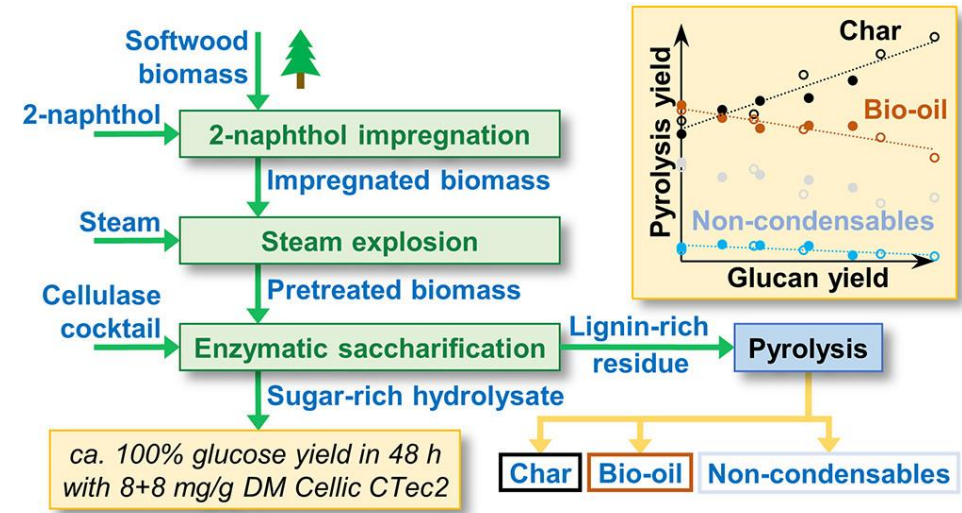 Softwood
biomass
2-naphthol
2-naphthol impregnation
Impregnated biomass
Steam
Steam explosion
Pretreated biomass
Cellulase
cocktail
Enzymatic saccharification
Lignin-rich
residue
Pyrolysis
Sugar-rich hydrolysate
ca. 100% glucose yield in 48 h
with 8+8 mg/g DM Cellic CTec2
Char
Bio-oil
Non-condensables
Pyrolysis yield
Char
Bio-oil
Non-condensables
Glucan yield